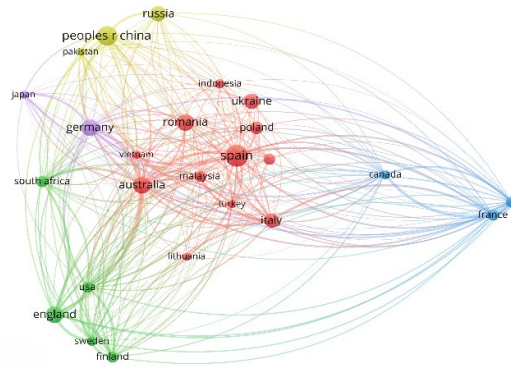 russia
peoples r china
pakistan
indonesia
japan
ukraine
romania
poland
germany
vietnam
spain
canada
south africa
malaysia
australia
turkey
italy
france
lithuania
usa
england
sweden
finland